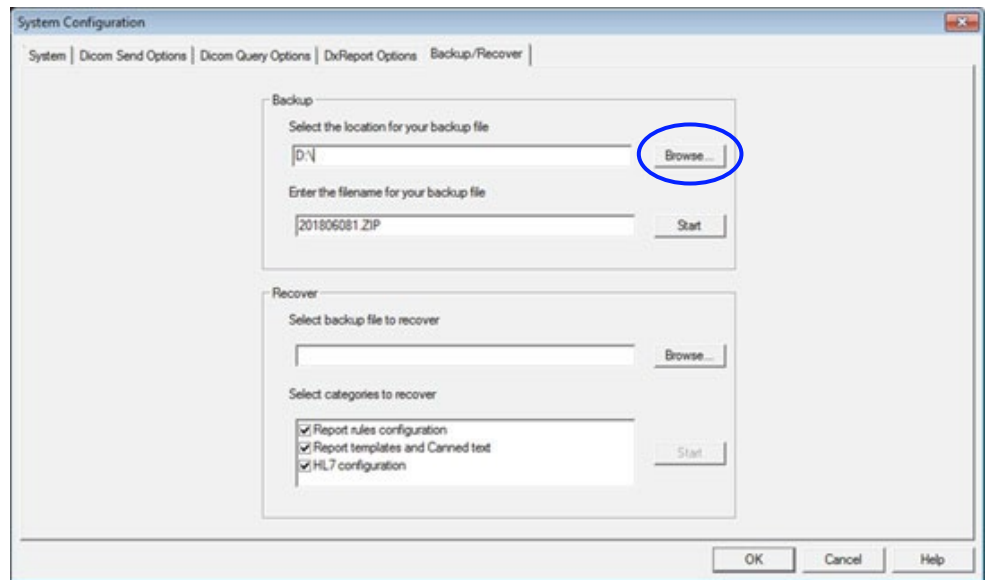 System Configuration
System | Dicom Send Options | Dicom Query Options | DxReport Options Backup/Recover |
Backup
Select the location for your backup file
D:\
Browse...
Enter the filename for your backup file
201806081.ZIP
Start
Recover
Select backup file to recover
Browse...
Select categories to recover
Report rules configuration
Report templates and Canned text
HL7 configuration
Start
OK Cancel Help